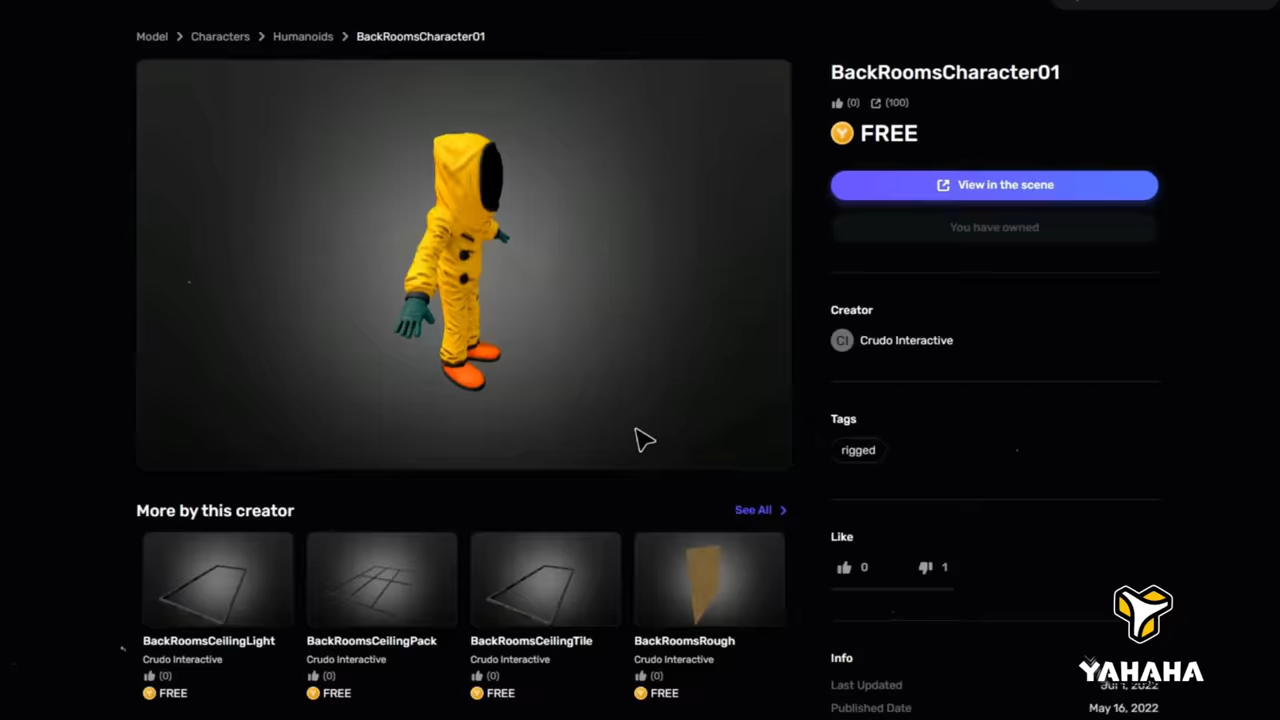 Model > Characters > Humanoids > BackRoomsCharacter01
BackRoomsCharacter01
(0) (100)
FREE
View in the scene
You have owned
Creator
CI Crudo Interactive
Tags
rigged
Like
0 1
Info
Last Updated Jul 1, 2022
Published Date May 16, 2022
More by this creator
See All >
BackRoomsCeilingLight
Crudo Interactive
(0)
FREE
BackRoomsCeilingPack
Crudo Interactive
(0)
FREE
BackRoomsCeilingTile
Crudo Interactive
(0)
FREE
BackRoomsRough
Crudo Interactive
(0)
FREE
YAHAHA